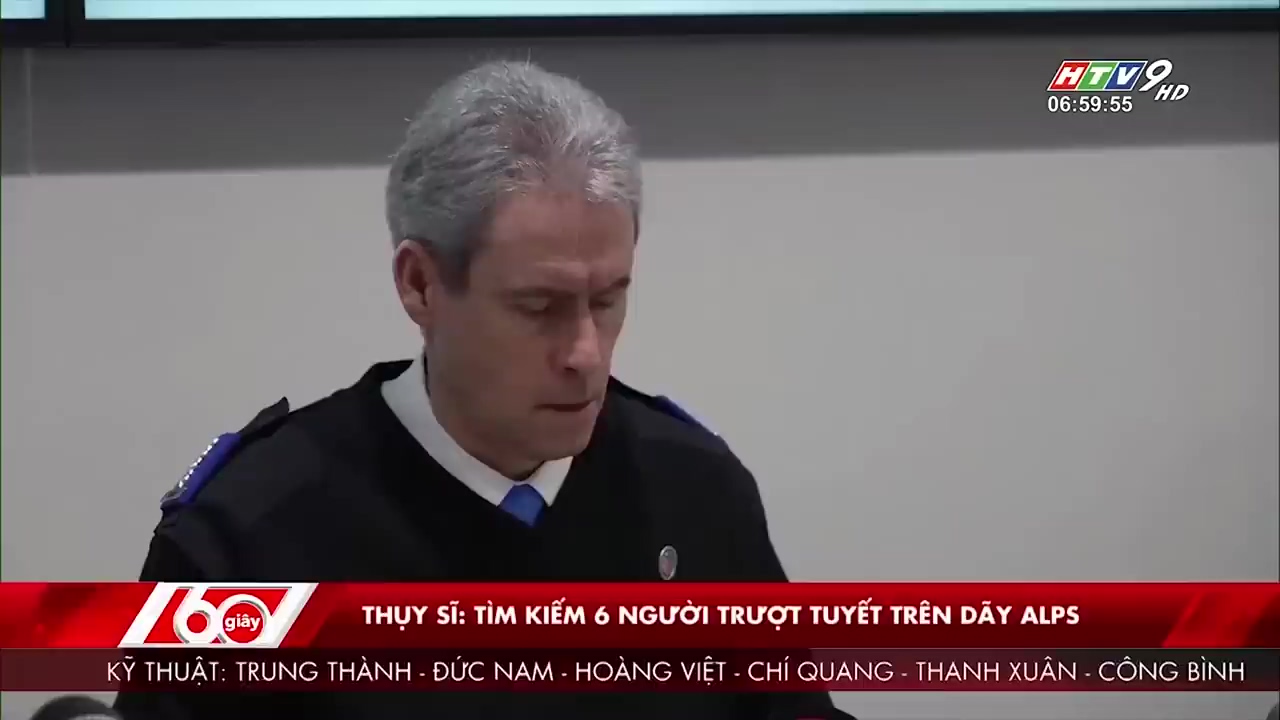 HTV9 HD
06:59:55
60 giây
THỤY SĨ: TÌM KIẾM 6 NGƯỜI TRƯỢT TUYẾT TRÊN DÃY ALPS
KỸ THUẬT: TRUNG THÀNH - ĐỨC NAM - HOÀNG VIỆT - CHÍ QUANG - THANH XUÂN - CÔNG BÌNH